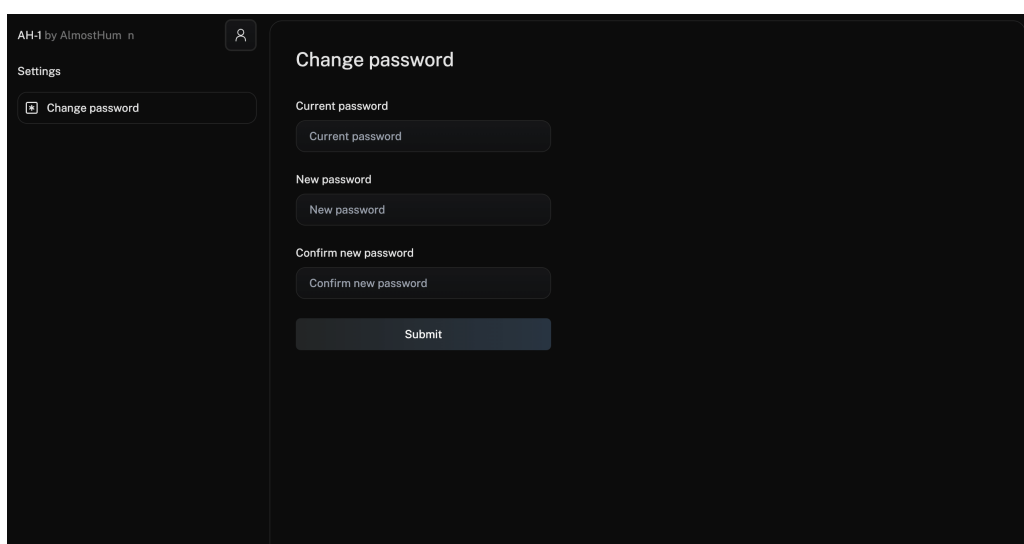 AH-1 by AlmostHum n
Settings
Change password
Change password
Current password
Current password
New password
New password
Confirm new password
Confirm new password
Submit